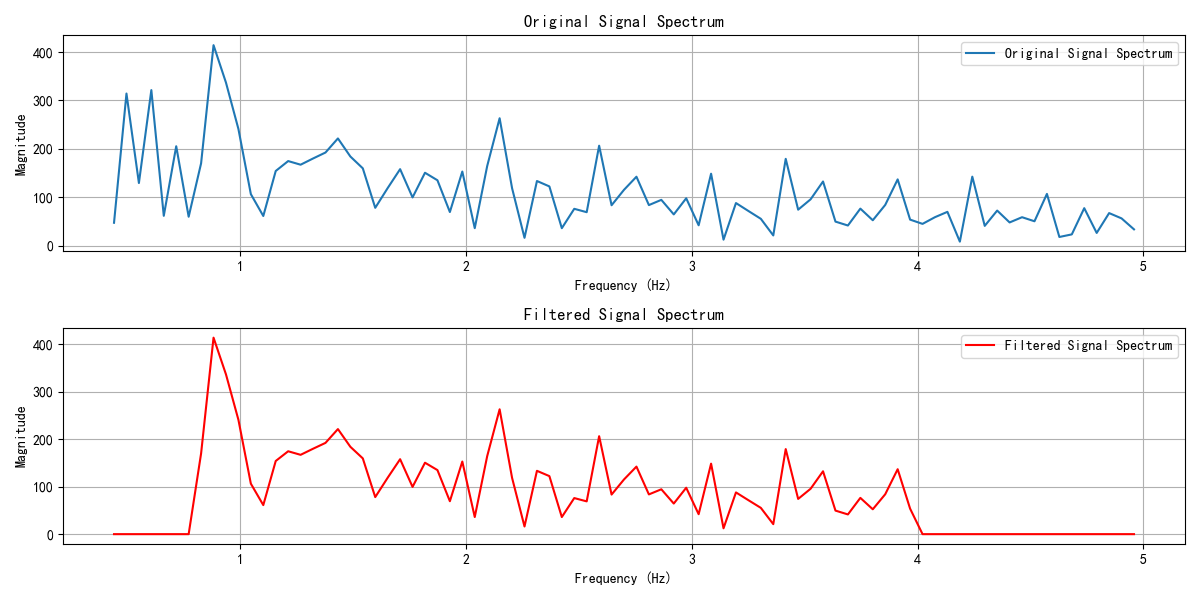 Original Signal Spectrum
Original Signal Spectrum
400
300
200
100
0
Magnitude
1
2
3
4
5
Frequency (Hz)
Filtered Signal Spectrum
Filtered Signal Spectrum
400
300
200
100
0
Magnitude
1
2
3
4
5
Frequency (Hz)